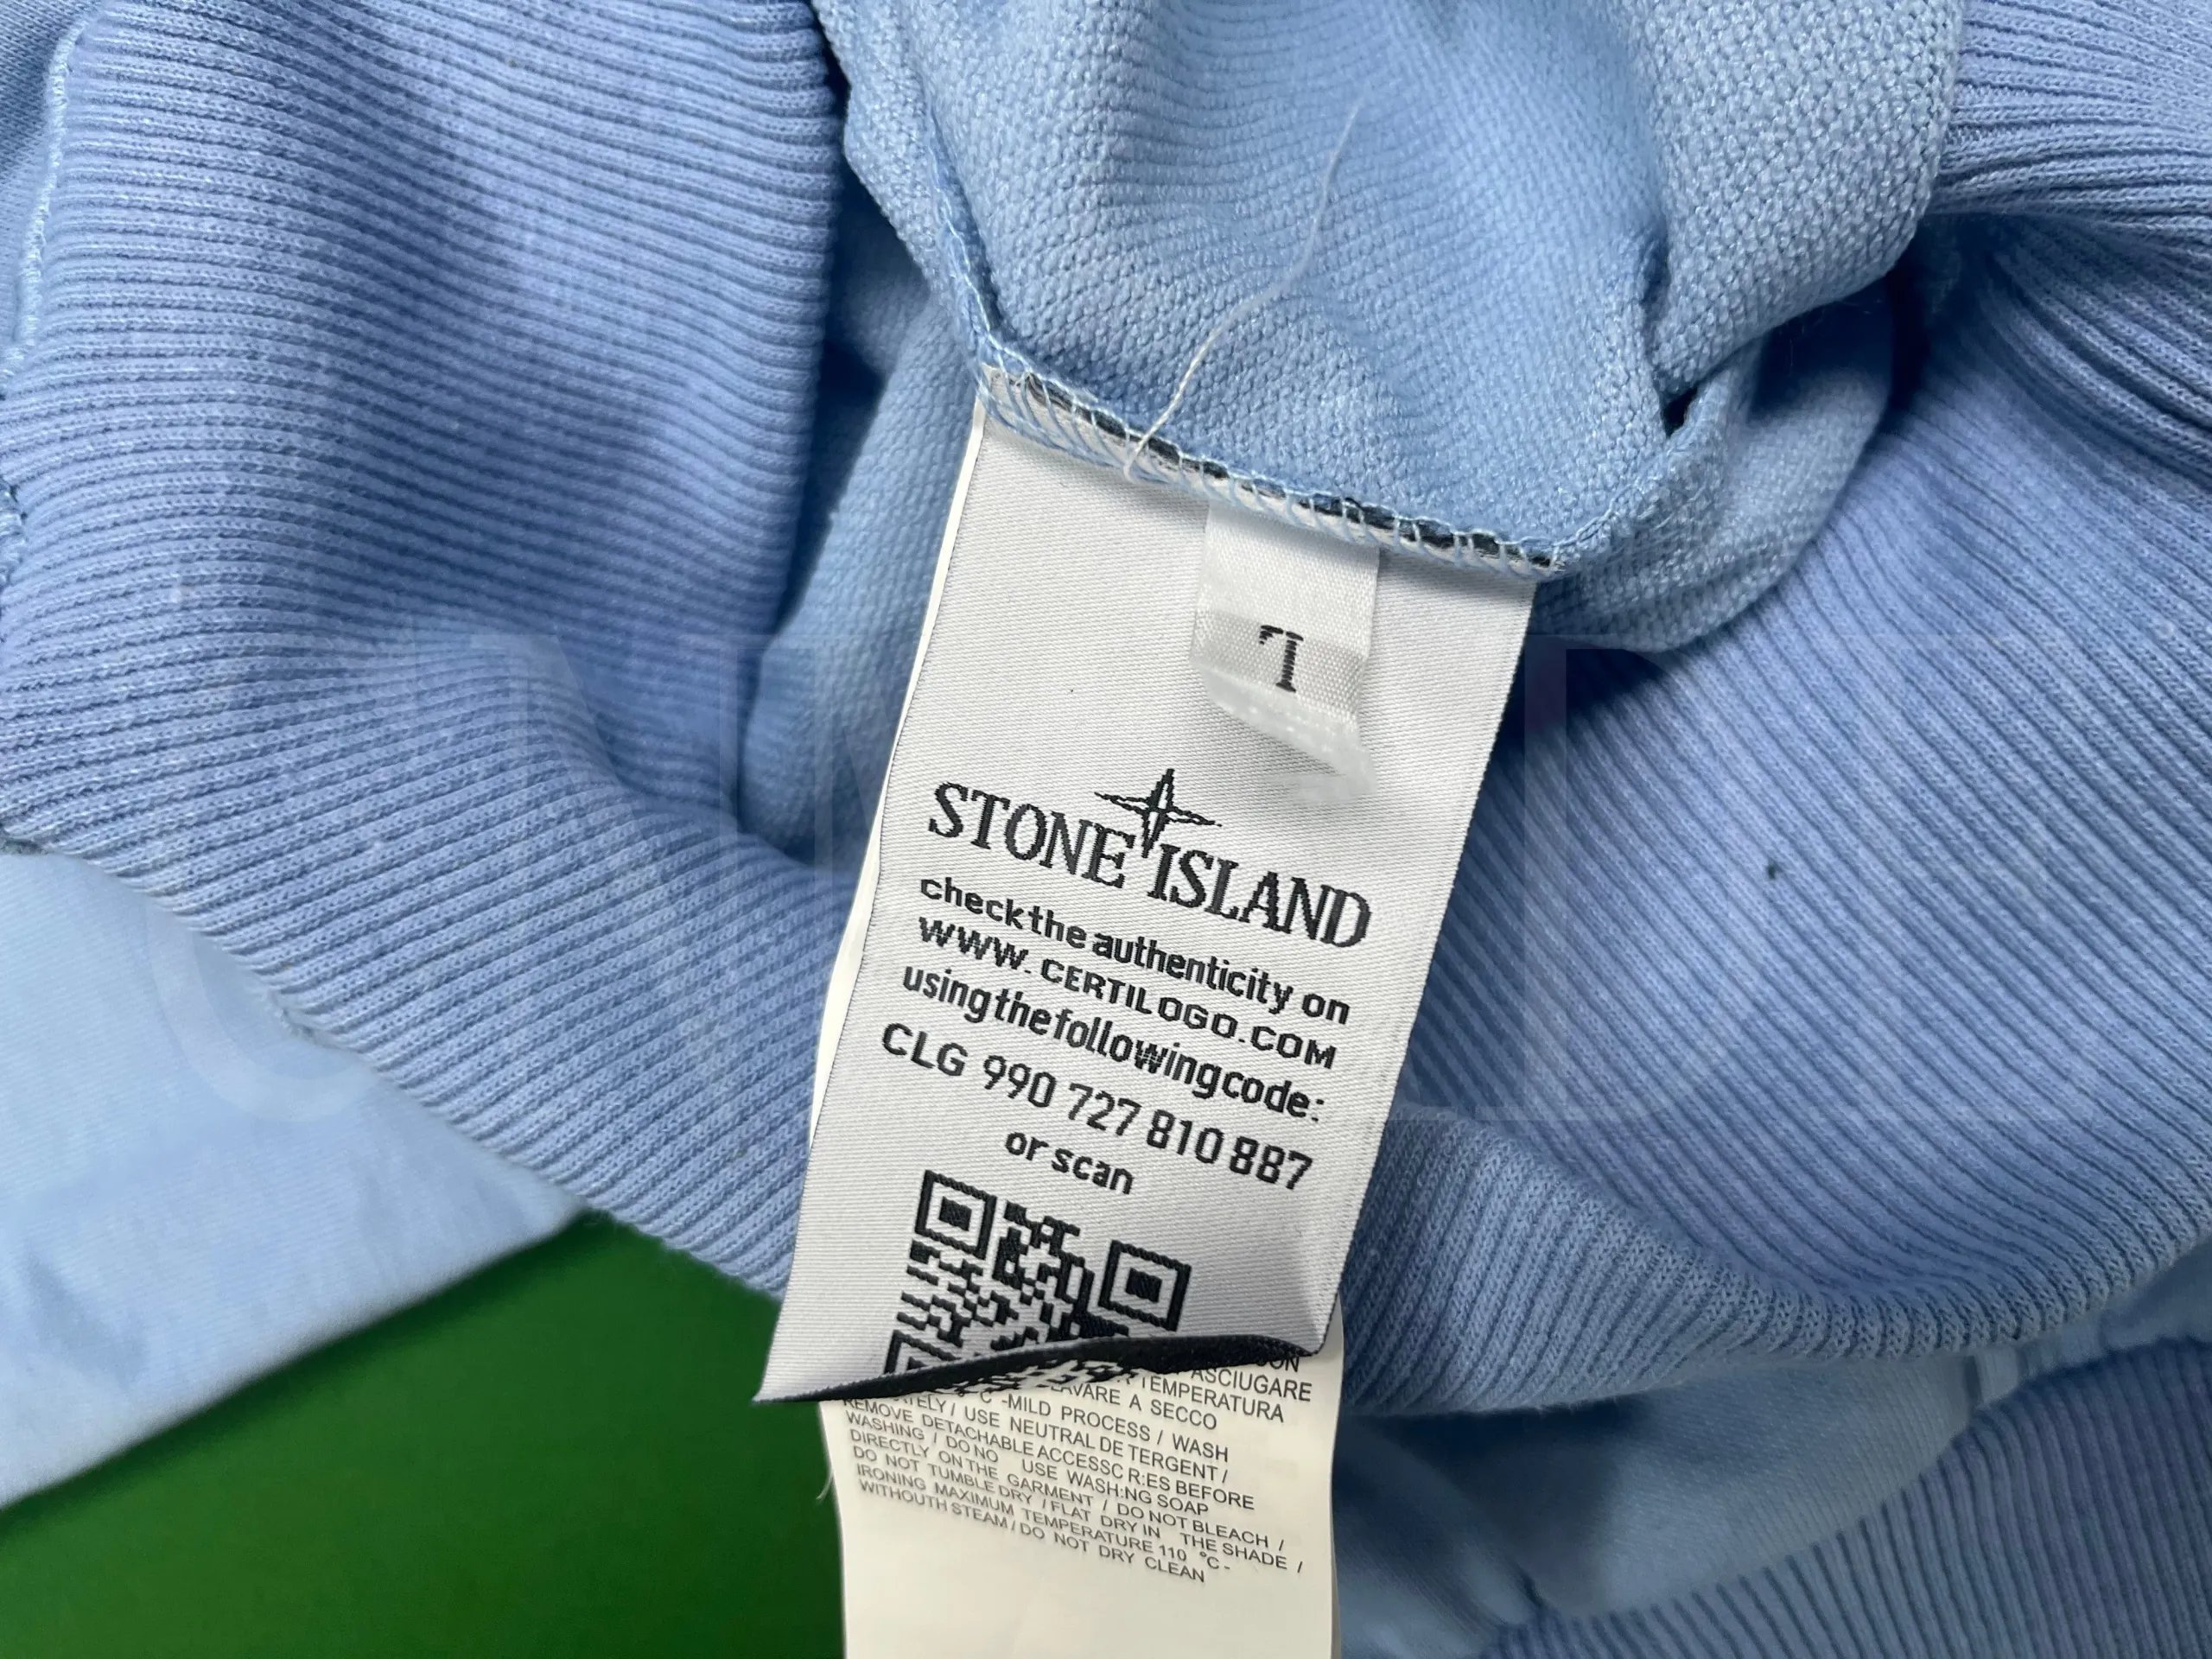 L
STONE ISLAND
check the authenticity on
WWW.CERTILOGO.COM
using the following code:
CLG 990 727 810 887
or scan
ASCIUGARE
TEMPERATURA
LAVARE A SECCO
C -MILD PROCESS / WASH
/ USE NEUTRAL DE TERGENT /
REMOVE DETACHABLE ACCESSC R:ES BEFORE
WASHING / DO NO USE WASH:NG SOAP
DIRECTLY ON THE GARMENT / DO NOT BLEACH /
DO NOT TUMBLE DRY / FLAT DRY IN THE SHADE /
IRONING MAXIMUM TEMPERATURE 110 °C -
WITHOUTH STEAM / DO NOT DRY CLEAN